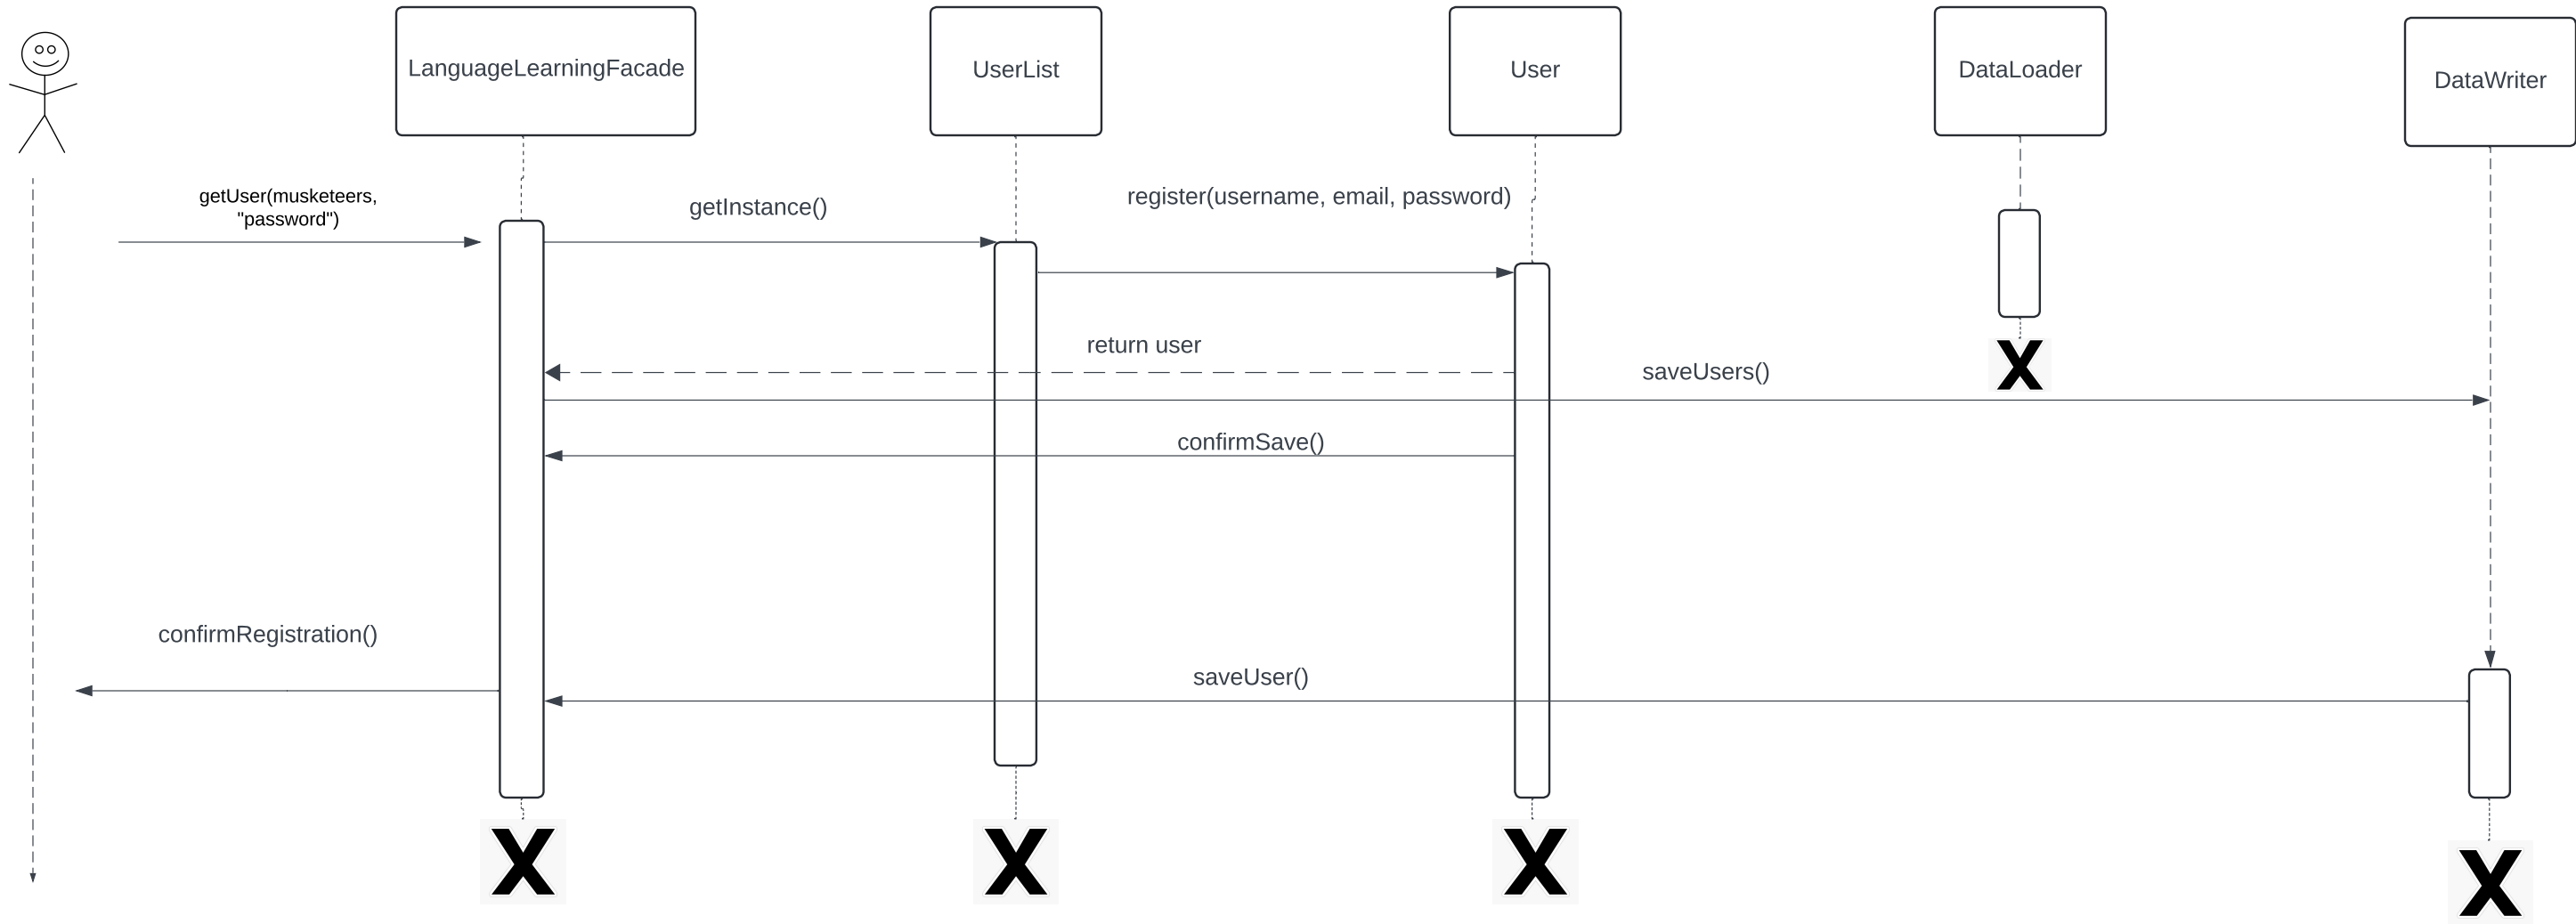 LanguageLearningFacade
UserList
User
DataLoader
DataWriter
getUser(musketeers,
"password")
getInstance()
register(username, email, password)
return user
saveUsers()
confirmSave()
confirmRegistration()
saveUser()
X
X
X
X
X